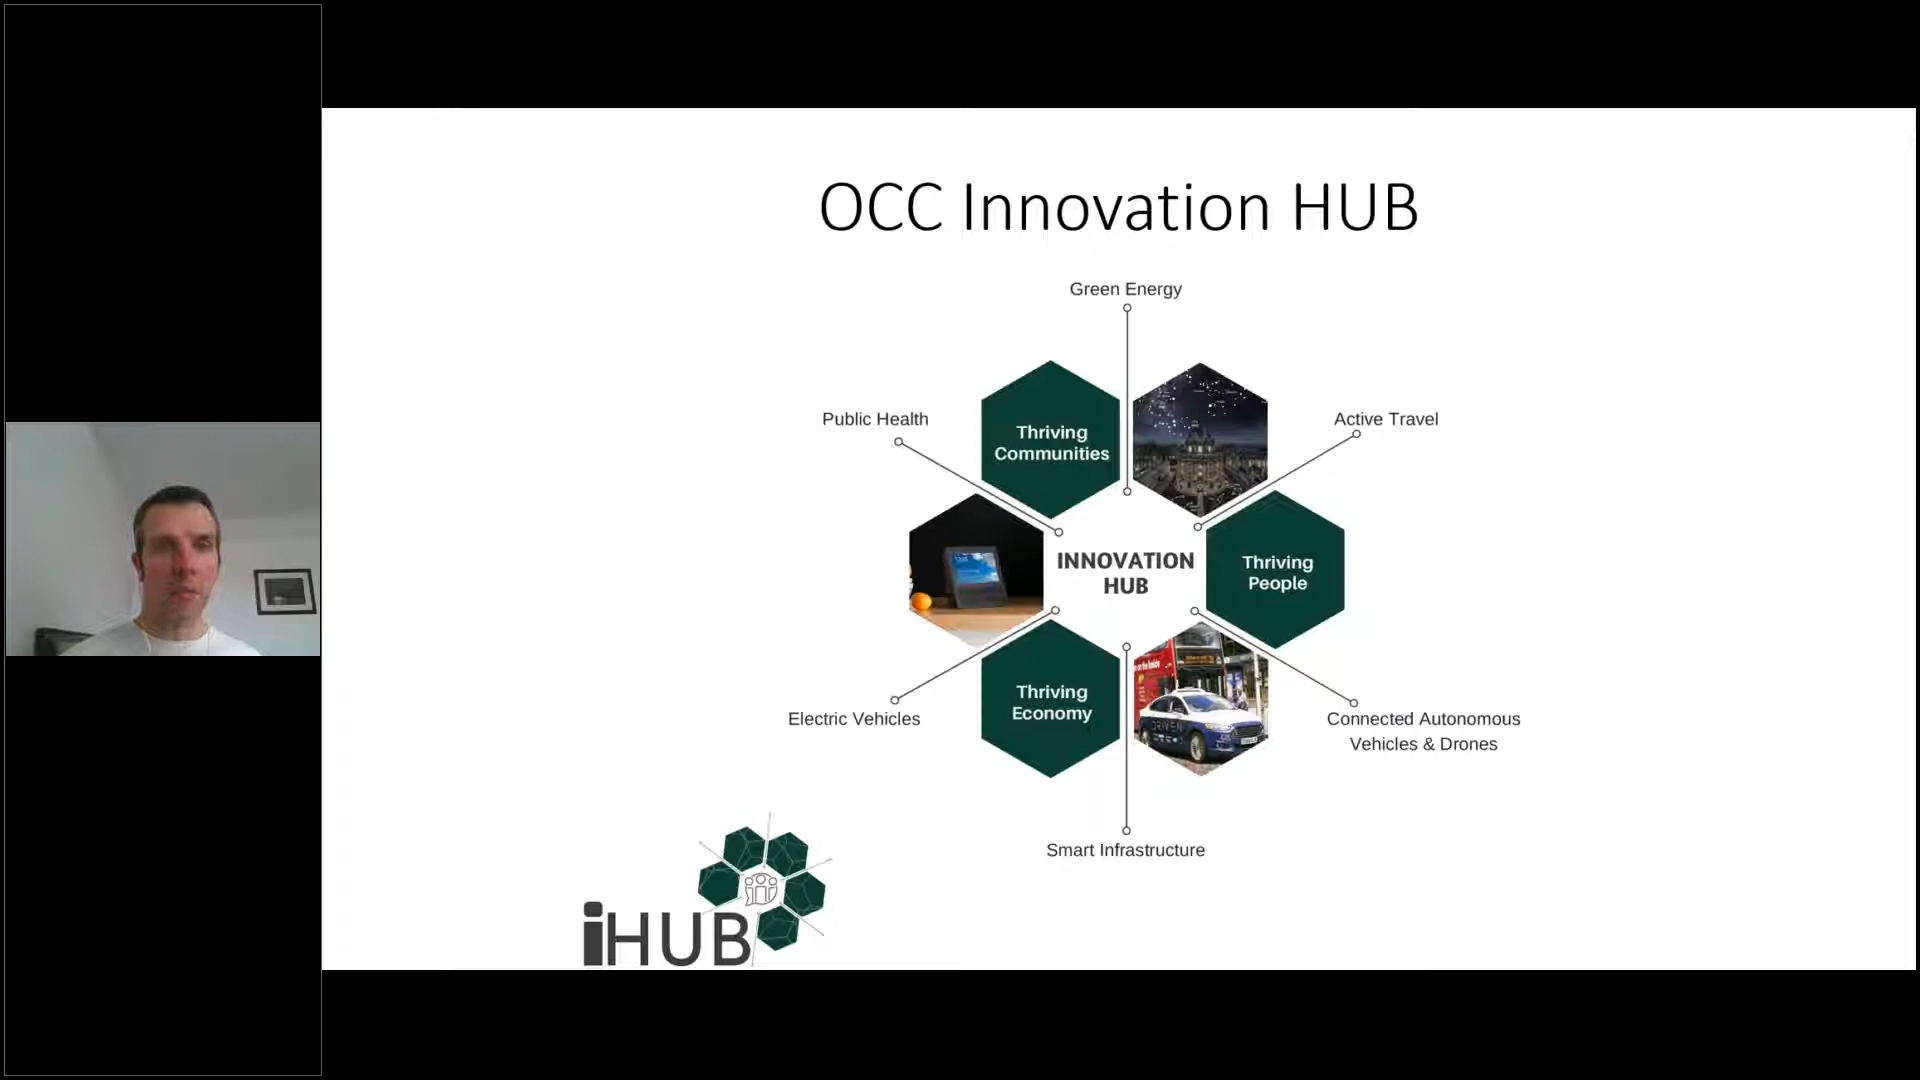 OCC Innovation HUB
Green Energy
Public Health
Active Travel
Thriving
Communities
INNOVATION
HUB
Thriving
People
Thriving
Economy
DRIVEN
Electric Vehicles
Connected Autonomous
Vehicles & Drones
Smart Infrastructure
iHUB